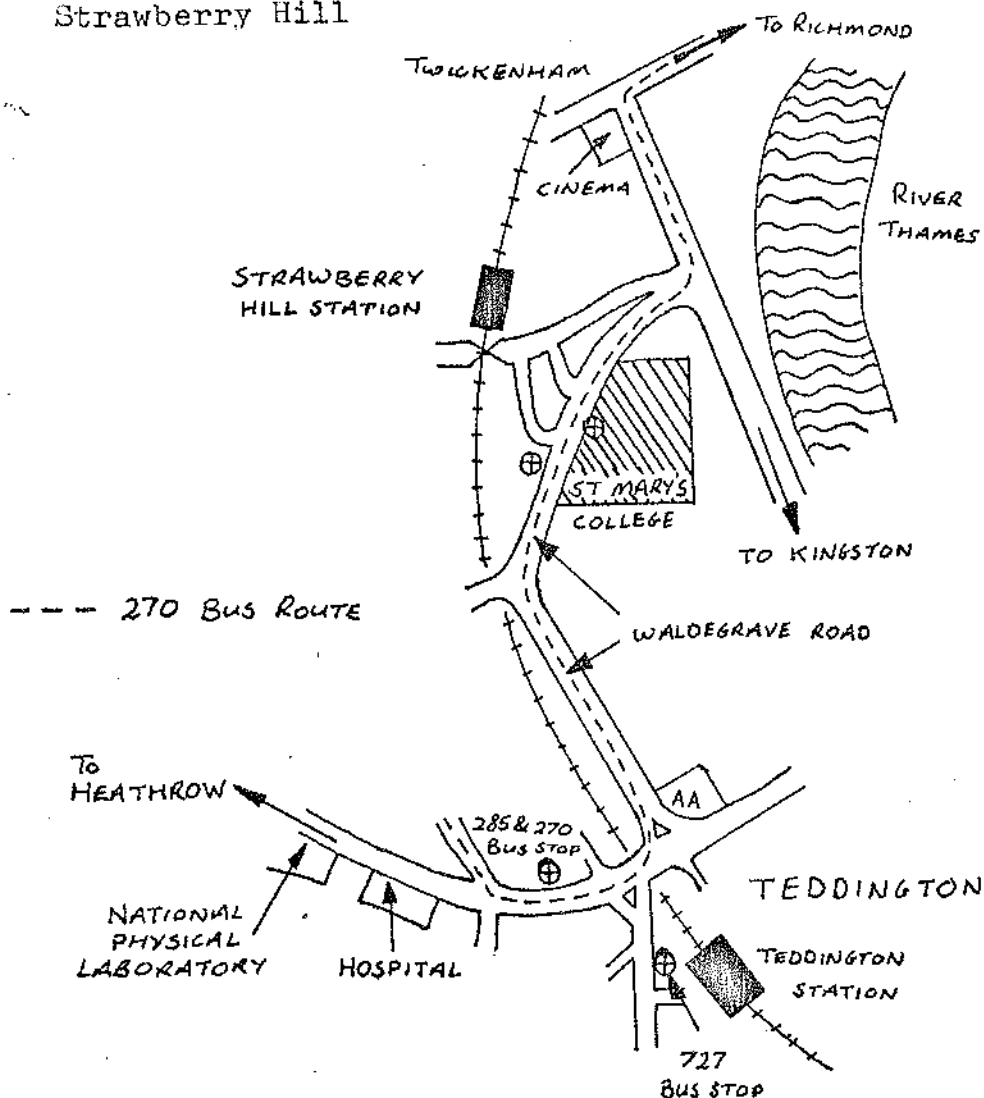 Strawberry Hill
TO RICHMOND
TWICKENHAM
CINEMA
RIVER
THAMES
STRAWBERRY
HILL STATION
ST MARYS
COLLEGE
TO KINGSTON
--- 270 BUS ROUTE
WALDEGRAVE ROAD
To
HEATHROW
285 & 270
BUS STOP
AA
TEDDINGTON
NATIONAL
PHYSICAL
LABORATORY
HOSPITAL
TEDDINGTON
STATION
727
BUS STOP